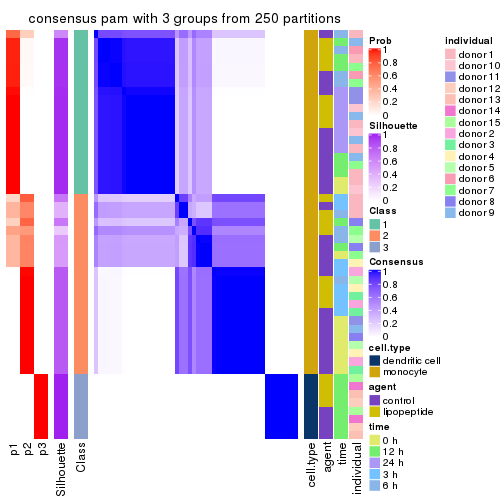 consensus pam with 3 groups from 250 partitions
p1
p2
p3
Silhouette
Class
cell.type
agent
time
individual
Prob
1
0.8
0.6
0.4
0.2
0
Silhouette
1
0.8
0.6
0.4
0.2
0
Class
1
2
3
Consensus
1
0.8
0.6
0.4
0.2
0
cell.type
dendritic cell
monocyte
agent
control
lipopeptide
time
0 h
12 h
24 h
3 h
6 h
individual
donor 1
donor 10
donor 11
donor 12
donor 13
donor 14
donor 15
donor 2
donor 3
donor 4
donor 5
donor 6
donor 7
donor 8
donor 9